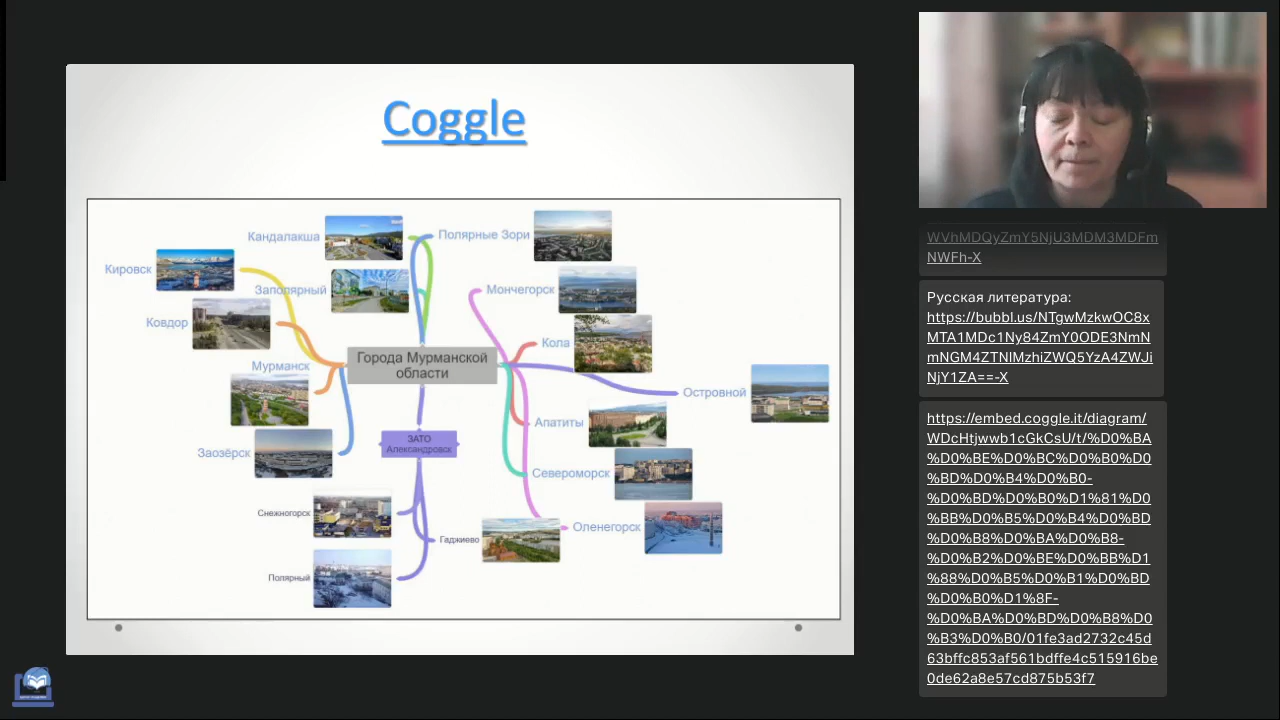 Coggle
Кандалакша
Полярные Зори
Кировск
Заполярный
Мончегорск
Ковдор
Кола
Города Мурманской
области
Мурманск
Островной
Апатиты
ЗАТО
Александровск
Заозёрск
Североморск
Снежногорск
Оленегорск
Гаджиево
Полярный
WVhMDQyZmY5NjU3MDM3MDFm
NWFh-X
Русская литература:
https://bubbl.us/NTgwMzkwOC8x
MTA1MDc1Ny84ZmY0ODE3NmN
mNGM4ZTNlMzhiZWQ5YzA4ZWJi
NjY1ZA==-X
https://embed.coggle.it/diagram/
WDcHtjwwb1cGkCsU/t/%D0%BA
%D0%BE%D0%BC%D0%B0%D0
%BD%D0%B4%D0%B0-
%D0%BD%D0%B0%D1%81%D0
%BB%D0%B5%D0%B4%D0%BD
%D0%B8%D0%BA%D0%B8-
%D0%B2%D0%BE%D0%BB%D1
%88%D0%B5%D0%B1%D0%BD
%D0%B0%D1%8F-
%D0%BA%D0%BD%D0%B8%D0
%B3%D0%B0/01fe3ad2732c45d
63bffc853af561bdffe4c515916be
0de62a8e57cd875b53f7